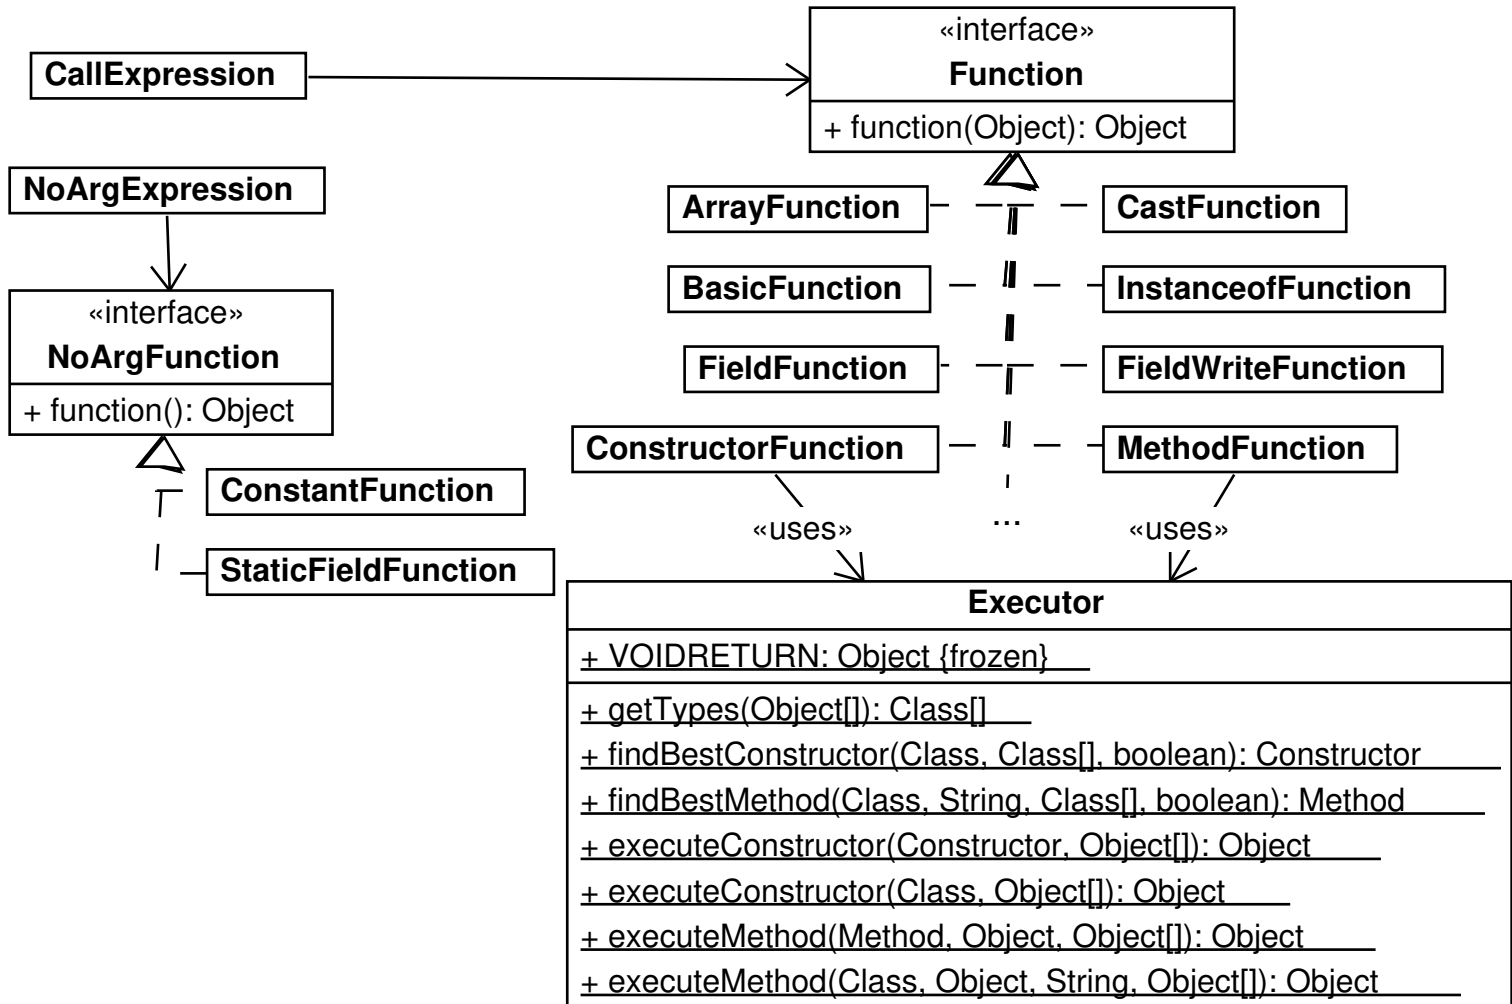 «interface»
Function
+ function(Object): Object
CallExpression
NoArgExpression
«interface»
NoArgFunction
+ function(): Object
ConstantFunction
StaticFieldFunction
ArrayFunction
CastFunction
BasicFunction
InstanceofFunction
FieldFunction
FieldWriteFunction
ConstructorFunction
MethodFunction
...
«uses»
«uses»
Executor
+ VOIDRETURN: Object {frozen}
+ getTypes(Object[]): Class[]
+ findBestConstructor(Class, Class[], boolean): Constructor
+ findBestMethod(Class, String, Class[], boolean): Method
+ executeConstructor(Constructor, Object[]): Object
+ executeConstructor(Class, Object[]): Object
+ executeMethod(Method, Object, Object[]): Object
+ executeMethod(Class, Object, String, Object[]): Object